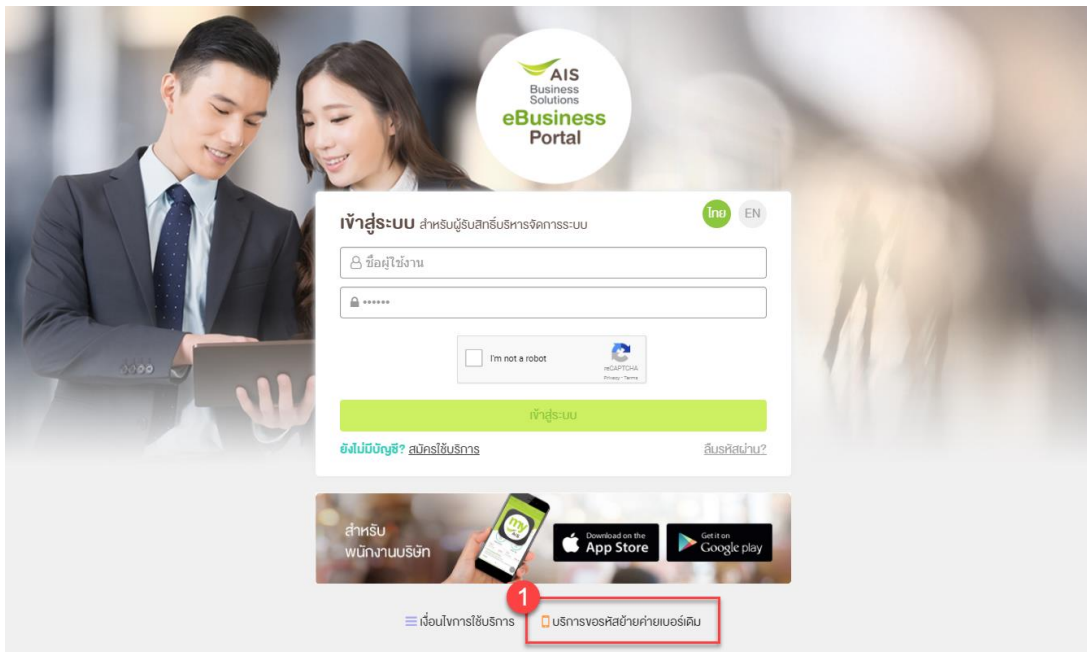 AIS
Business
Solutions
eBusiness
Portal
เข้าสู่ระบบ สำหรับผู้รับสิทธิ์บริหารจัดการระบบ
ไทย EN
ชื่อผู้ใช้งาน
••••••
I'm not a robot
reCAPTCHA
Privacy - Terms
เข้าสู่ระบบ
ยังไม่มีบัญชี? สมัครใช้บริการ ลืมรหัสผ่าน?
สำหรับ
พนักงานบริษัท
my
Download on the
App Store
Get it on
Google play
1
เงื่อนไขการใช้บริการ บริการขอรหัสย้ายค่ายเบอร์เดิม